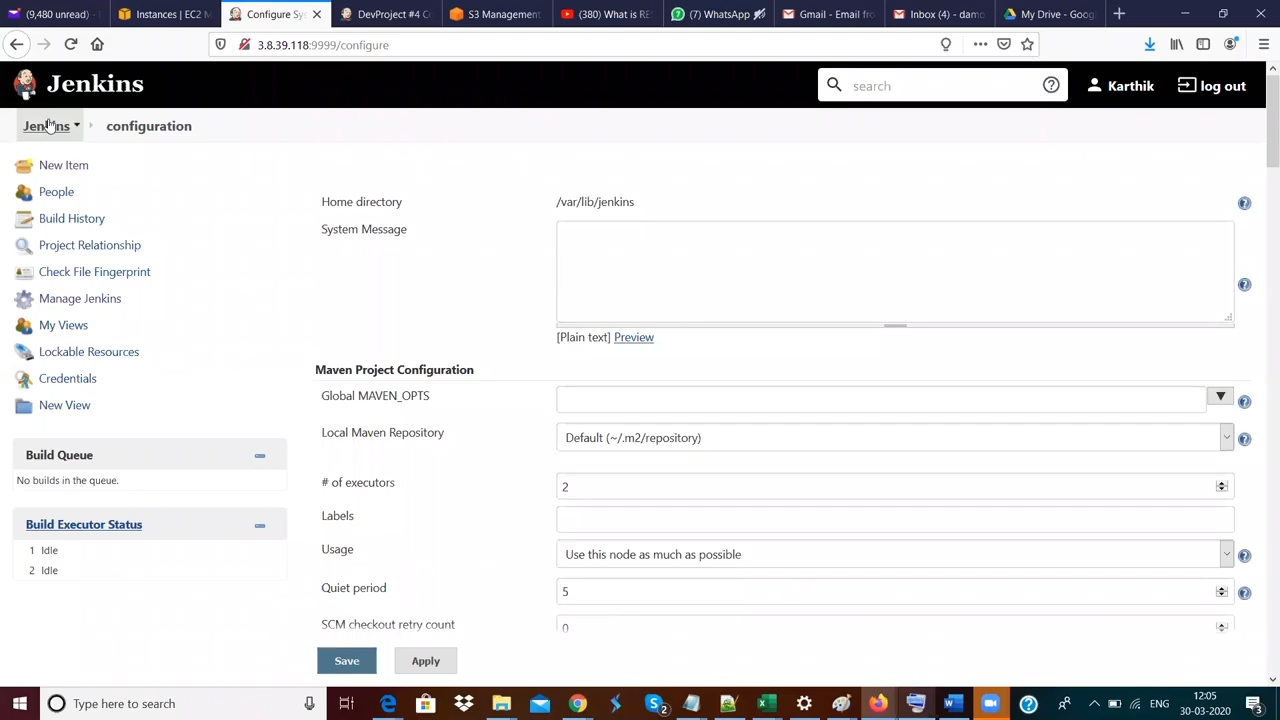 (9,480 unread) -
Instances | EC2 M
Configure Sy
DevProject #4 C
S3 Management
(380) What is RE
(7) WhatsApp
Gmail - Email fro
Inbox (4) - damo
My Drive - Goog
3.8.39.118:9999/configure
Jenkins
search
Karthik
log out
Jenkins
configuration
New Item
People
Build History
Project Relationship
Check File Fingerprint
Manage Jenkins
My Views
Lockable Resources
Credentials
New View
Build Queue
No builds in the queue.
Build Executor Status
1 Idle
2 Idle
Home directory
/var/lib/jenkins
System Message
[Plain text] Preview
Maven Project Configuration
Global MAVEN_OPTS
Local Maven Repository
Default (~/.m2/repository)
# of executors
2
Labels
Usage
Use this node as much as possible
Quiet period
5
SCM checkout retry count
0
Save
Apply
Type here to search
2
ENG
12:05
30-03-2020
3